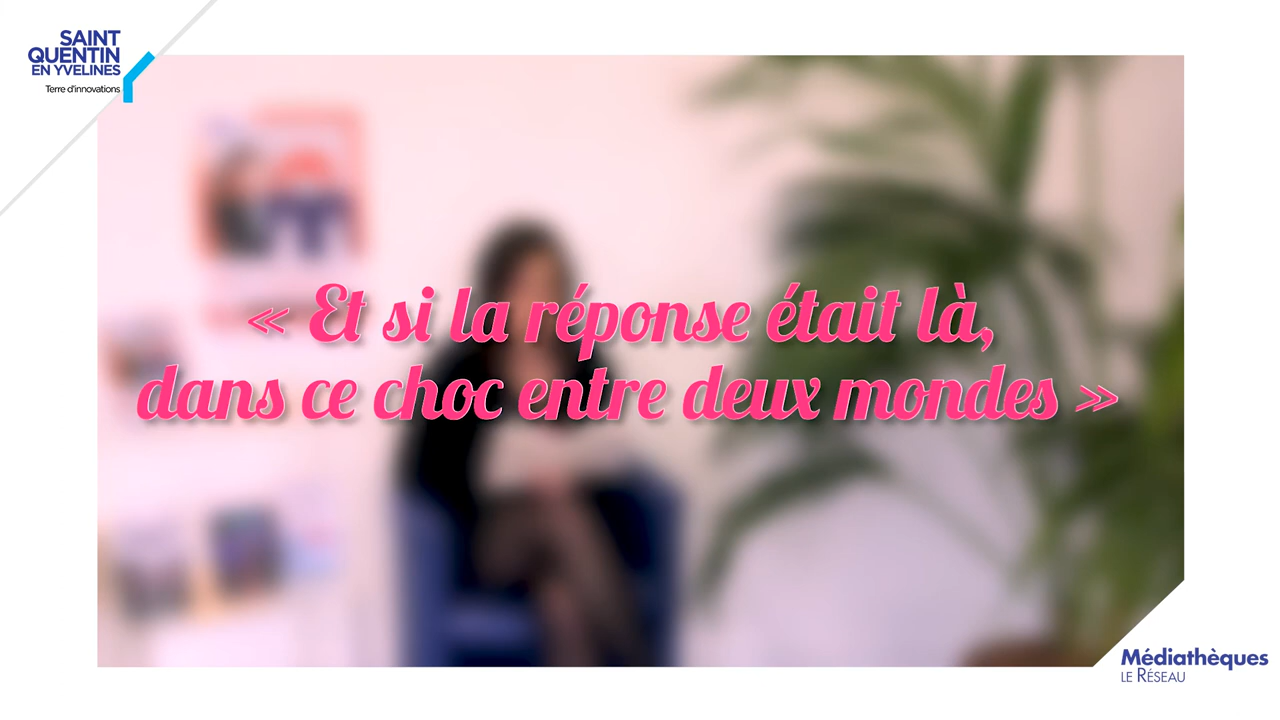 SAINT
QUENTIN
EN YVELINES
Terre d'innovations
« Et si la réponse était là,
dans ce choc entre deux mondes »
Médiathèques
LE RÉSEAU